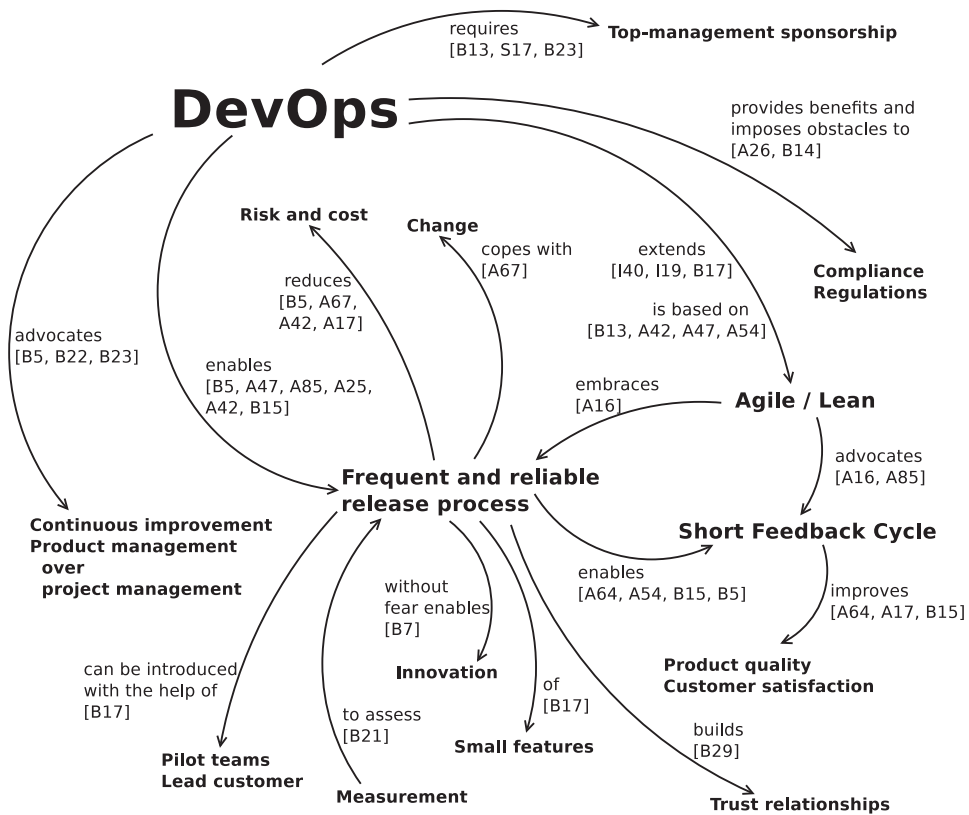 requires
[B13, S17, B23]
Top-management sponsorship
DevOps
provides benefits and
imposes obstacles to
[A26, B14]
Risk and cost
Change
copes with
[A67]
extends
[I40, I19, B17]
Compliance
Regulations
reduces
[B5, A67,
A42, A17]
is based on
[B13, A42, A47, A54]
advocates
[B5, B22, B23]
enables
[B5, A47, A85, A25,
A42, B15]
embraces
[A16]
Agile / Lean
advocates
[A16, A85]
Frequent and reliable
release process
Continuous improvement
Product management
over
project management
Short Feedback Cycle
without
fear enables
[B7]
enables
[A64, A54, B15, B5]
improves
[A64, A17, B15]
can be introduced
with the help of
[B17]
Innovation
Product quality
Customer satisfaction
to assess
[B21]
of
[B17]
Small features
builds
[B29]
Pilot teams
Lead customer
Measurement
Trust relationships